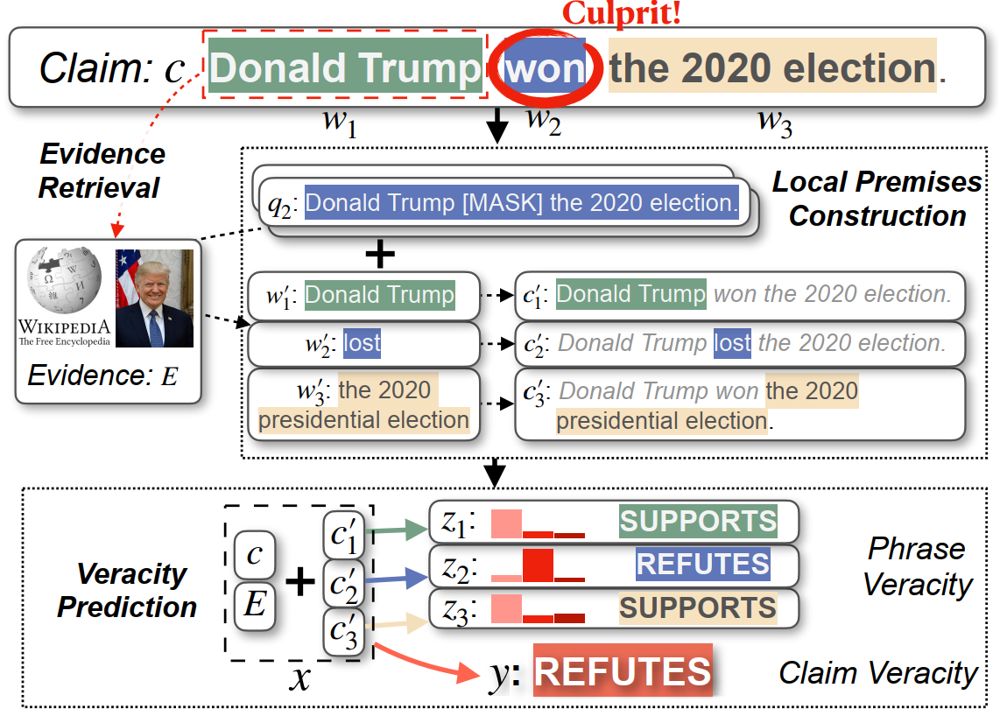 Culprit!
Claim: c Donald Trump won the 2020 election.
w1 w2 w3
Evidence
Retrieval
Local Premises
Construction
q2: Donald Trump [MASK] the 2020 election.
+
w′1: Donald Trump
c′1: Donald Trump won the 2020 election.
w′2: lost
c′2: Donald Trump lost the 2020 election.
w′3: the 2020
presidential election
c′3: Donald Trump won the 2020
presidential election.
Ω W И
WIKIPEDIA
The Free Encyclopedia
Evidence: E
Veracity
Prediction
c
E
+
c′1
c′2
c′3
x
z1: SUPPORTS
z2: REFUTES
z3: SUPPORTS
Phrase
Veracity
y: REFUTES
Claim Veracity